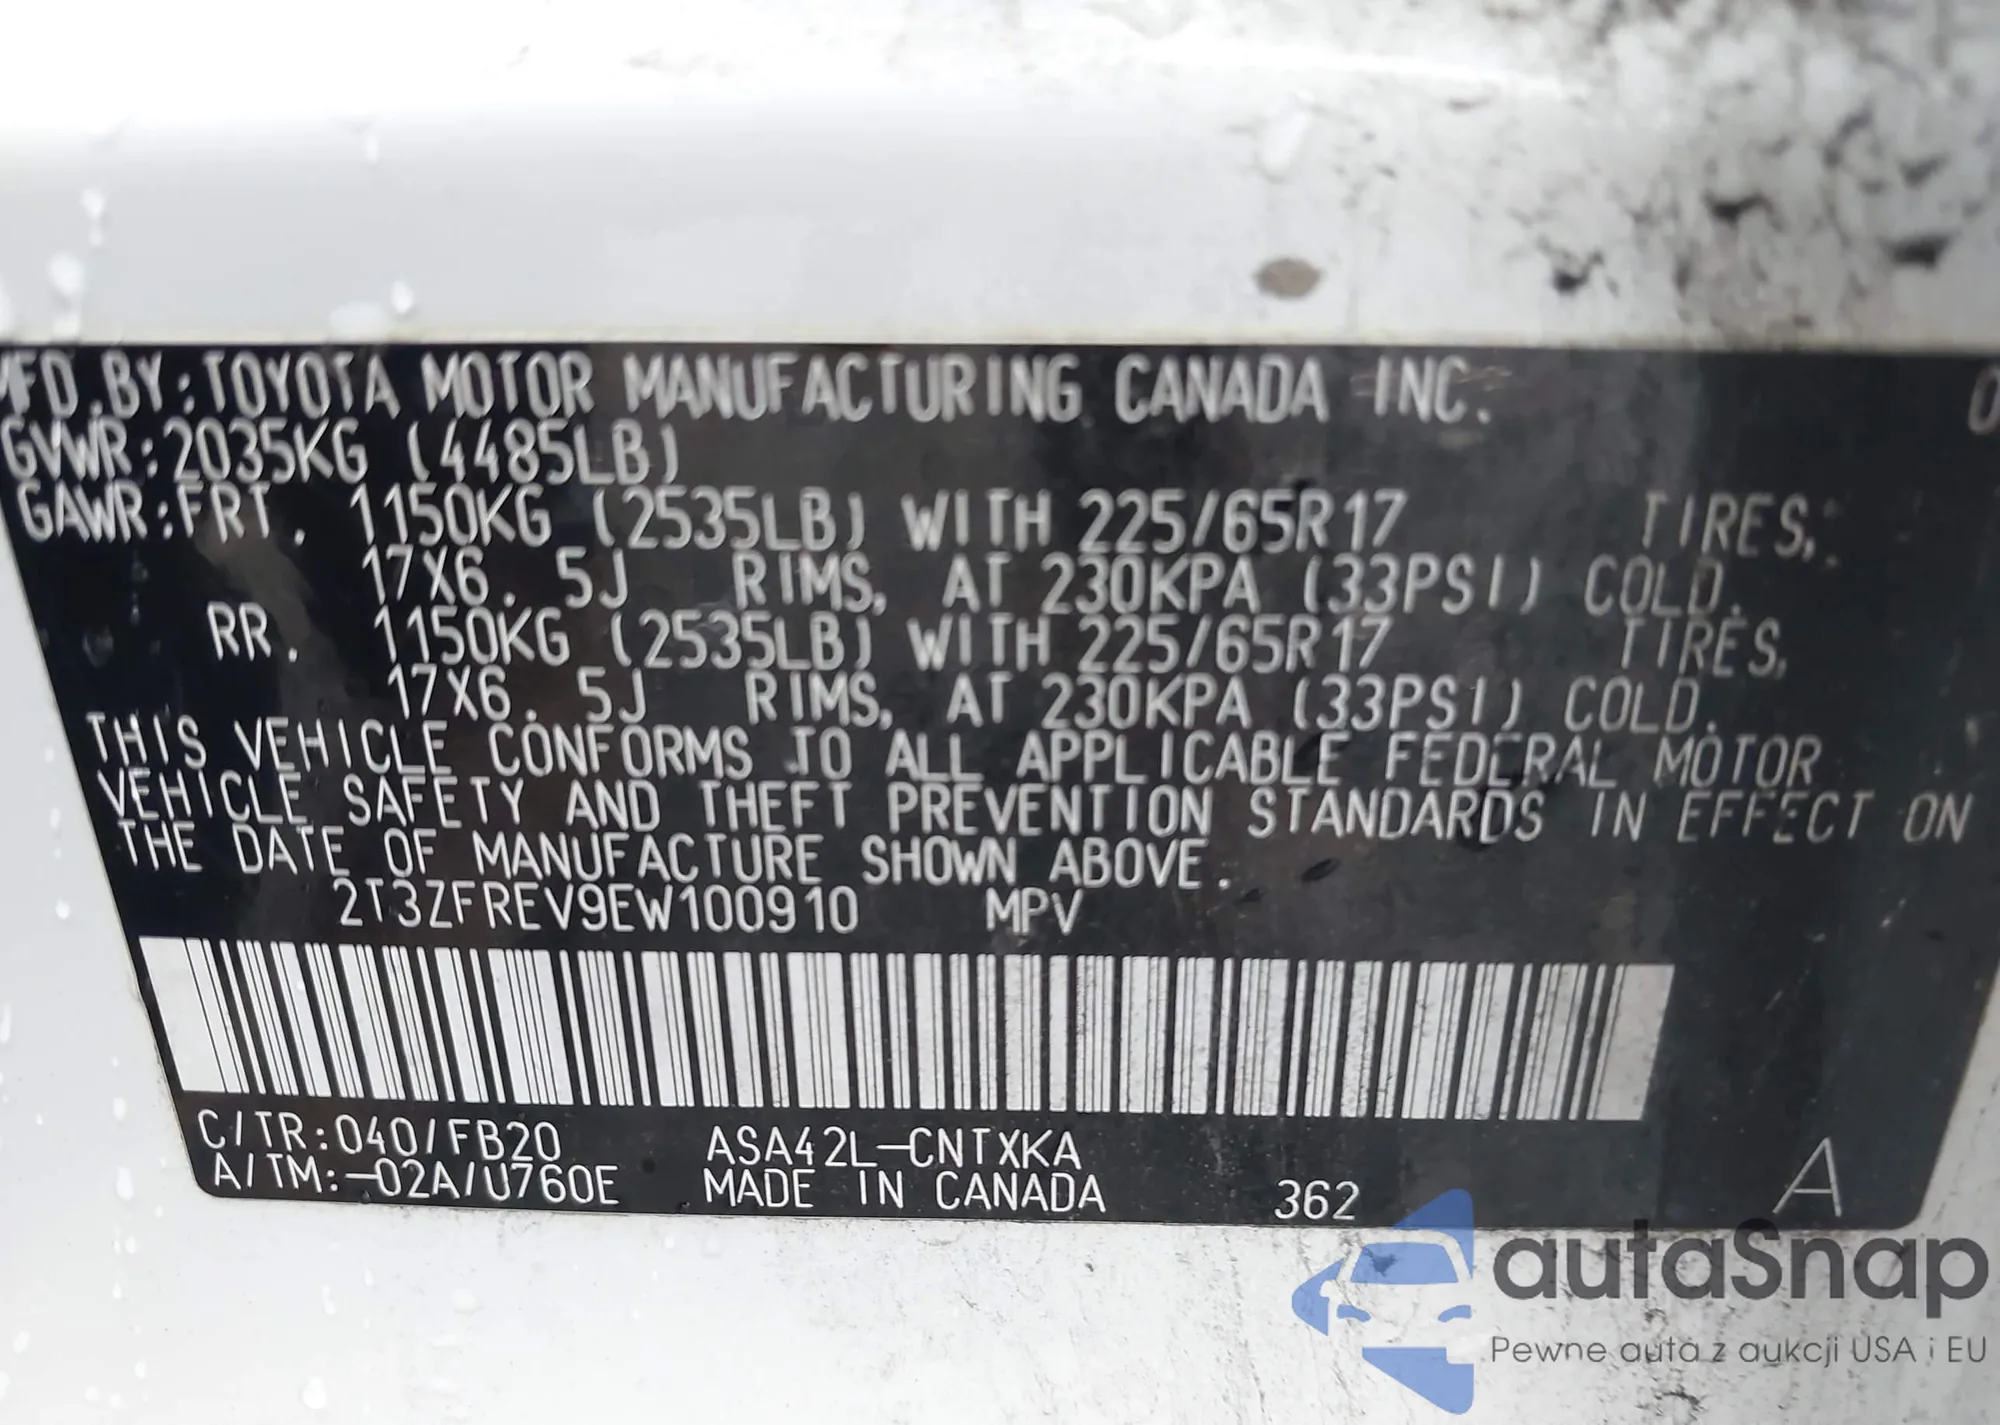 MFD.BY:TOYOTA MOTOR MANUFACTURING CANADA INC. 0
GVWR:2035KG (4485LB)
GAWR:FRT. 1150KG (2535LB) WITH 225/65R17 TIRES,
17X6.5J RIMS, AT 230KPA (33PSI) COLD.
RR. 1150KG (2535LB) WITH 225/65R17 TIRES,
17X6.5J RIMS, AT 230KPA (33PSI) COLD.
THIS VEHICLE CONFORMS TO ALL APPLICABLE FEDERAL MOTOR
VEHICLE SAFETY AND THEFT PREVENTION STANDARDS IN EFFECT ON
THE DATE OF MANUFACTURE SHOWN ABOVE.
2T3ZFREV9EW100910 MPV
C/TR:040/FB20 ASA42L-CNTXKA
A/TM:-02A/U760E MADE IN CANADA 362 A
autaSnap
Pewne auta z aukcji USA i EU